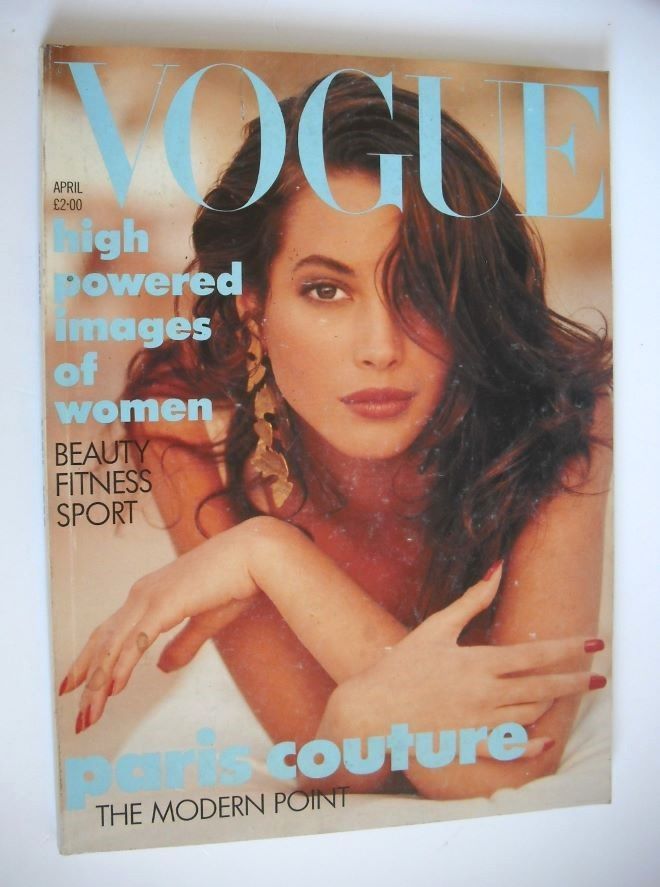 VOGUE
APRIL
£2·00
high
powered
images
of
women
BEAUTY
FITNESS
SPORT
paris couture
THE MODERN POINT